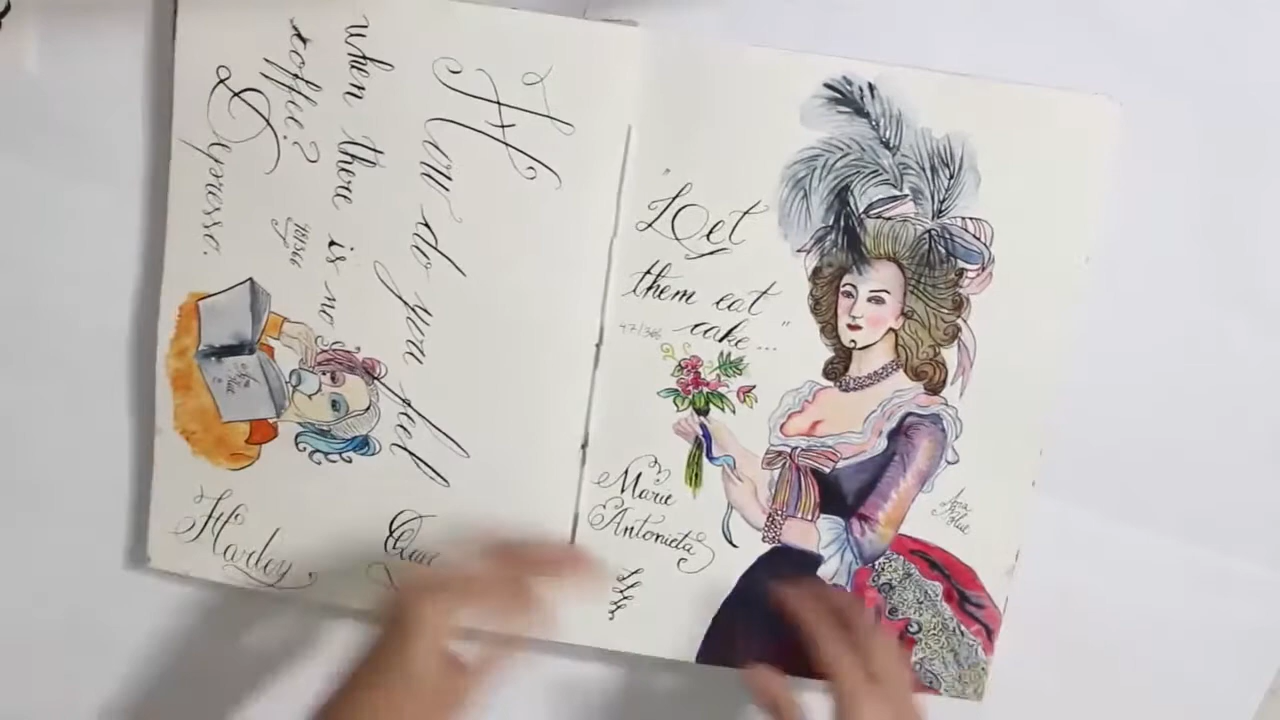 How do you feel
when there is no
coffee?
Depresso.
Harley
"Let
them eat
cake..."
47/366
Marie
Antonieta